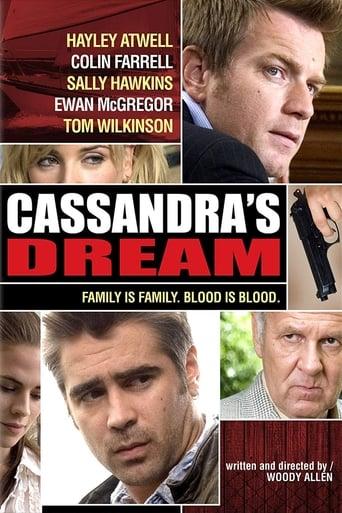 HAYLEY ATWELL
COLIN FARRELL
SALLY HAWKINS
EWAN McGREGOR
TOM WILKINSON
CASSANDRA'S
DREAM
FAMILY IS FAMILY. BLOOD IS BLOOD.
written and directed by/
WOODY ALLEN